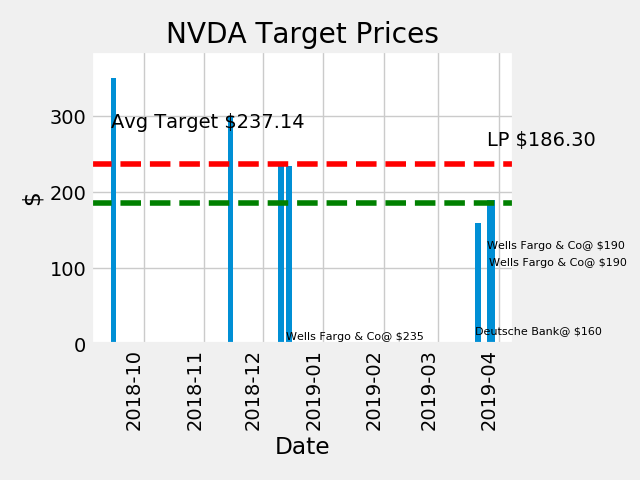 NVDA Target Prices
300
200
100
0
$
Avg Target $237.14
LP $186.30
Wells Fargo & Co@ $190
Wells Fargo & Co@ $190
Wells Fargo & Co@ $235
Deutsche Bank@ $160
2018-10
2018-11
2018-12
2019-01
2019-02
2019-03
2019-04
Date